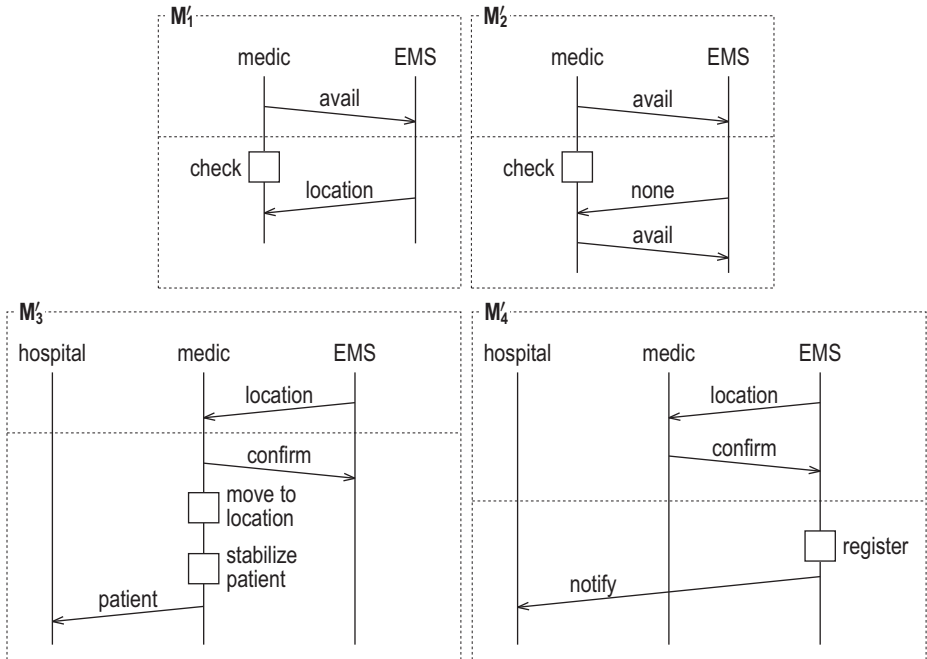 M′1
medic EMS
avail
check
location
M′2
medic EMS
avail
check
none
avail
M′3
hospital medic EMS
location
confirm
move to
location
stabilize
patient
patient
M′4
hospital medic EMS
location
confirm
register
notify